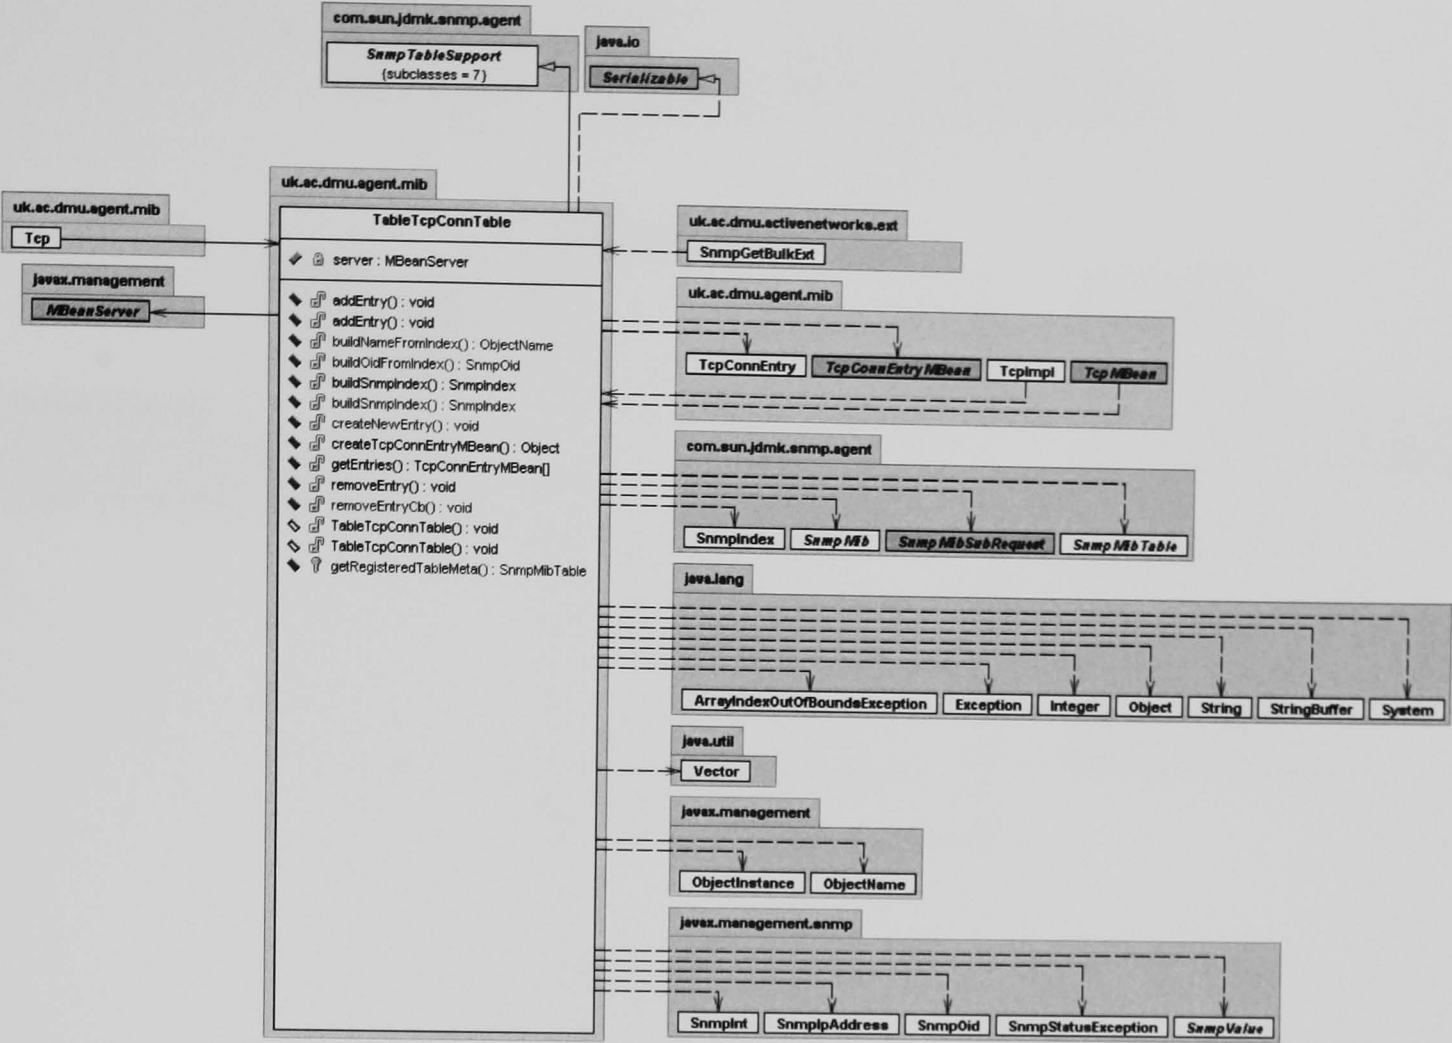 com.sun.jdmk.snmp.agent
SnmpTableSupport
{subclasses = 7}
java.io
Serializable
uk.ac.dmu.agent.mib
Tcp
javax.management
MBeanServer
uk.ac.dmu.agent.mib
TableTcpConnTable
server : MBeanServer
addEntry() : void
addEntry() : void
buildNameFromIndex() : ObjectName
buildOidFromIndex() : SnmpOid
buildSnmpIndex() : SnmpIndex
buildSnmpIndex() : SnmpIndex
createNewEntry() : void
createTcpConnEntryMBean() : Object
getEntries() : TcpConnEntryMBean[]
removeEntry() : void
removeEntryCb() : void
TableTcpConnTable() : void
TableTcpConnTable() : void
getRegisteredTableMeta() : SnmpMibTable
uk.ac.dmu.activenetworks.ext
SnmpGetBulkExt
uk.ac.dmu.agent.mib
TcpConnEntry TcpConnEntryMBean TcpImpl TcpMBean
com.sun.jdmk.snmp.agent
SnmpIndex SnmpMib SnmpMibSubRequest SnmpMibTable
java.lang
ArrayIndexOutOfBoundsException Exception Integer Object String StringBuffer System
java.util
Vector
javax.management
ObjectInstance ObjectName
javax.management.snmp
SnmpInt SnmpIpAddress SnmpOid SnmpStatusException SnmpValue